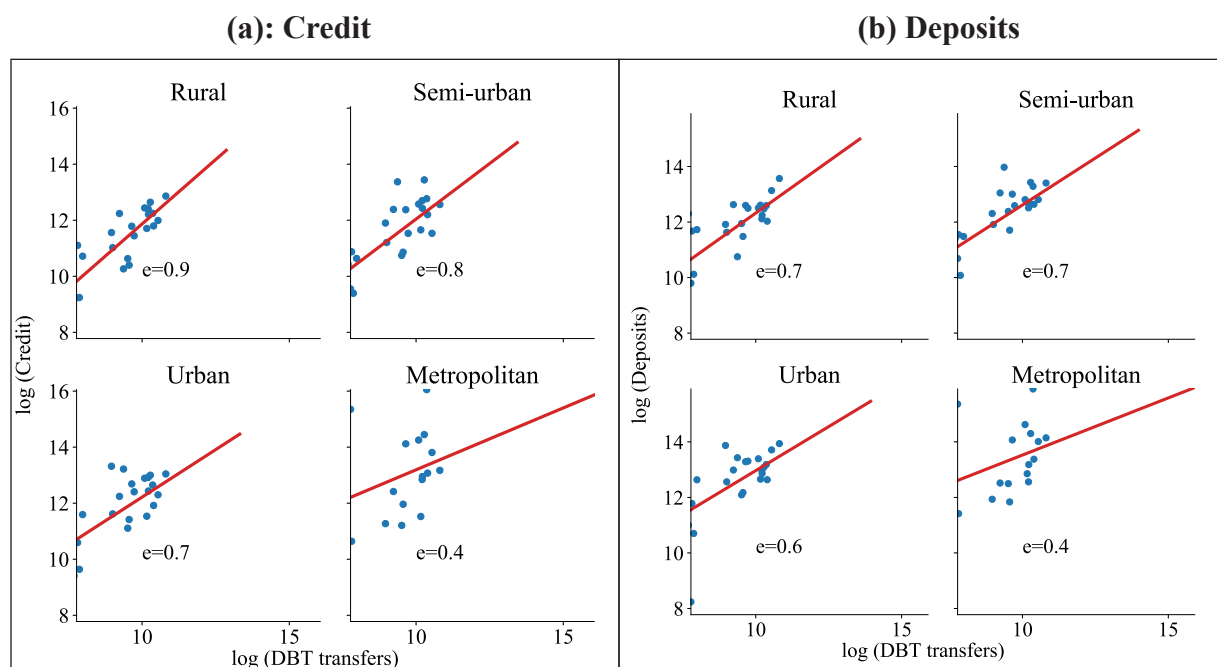 (a): Credit
(b) Deposits
Rural
Semi-urban
16
14
12
10
8
e=0.9
e=0.8
Urban
Metropolitan
16
14
12
10
8
e=0.7
e=0.4
10
15
10
15
log (Credit)
log (DBT transfers)
Rural
Semi-urban
14
12
10
8
e=0.7
e=0.7
Urban
Metropolitan
14
12
10
8
e=0.6
e=0.4
10
15
10
15
log (Deposits)
log (DBT transfers)